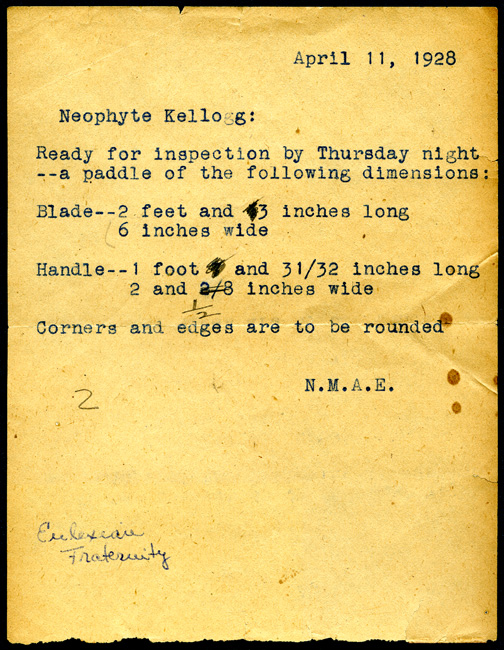 April 11, 1928
Neophyte Kellogg:
Ready for inspection by Thursday night
--a paddle of the following dimensions:
Blade--2 feet and 3 inches long
6 inches wide
Handle--1 foot and 31/32 inches long
2 and 2/8 inches wide
1/2
Corners and edges are to be rounded
N.M.A.E.
2
Eulexian
Fraternity